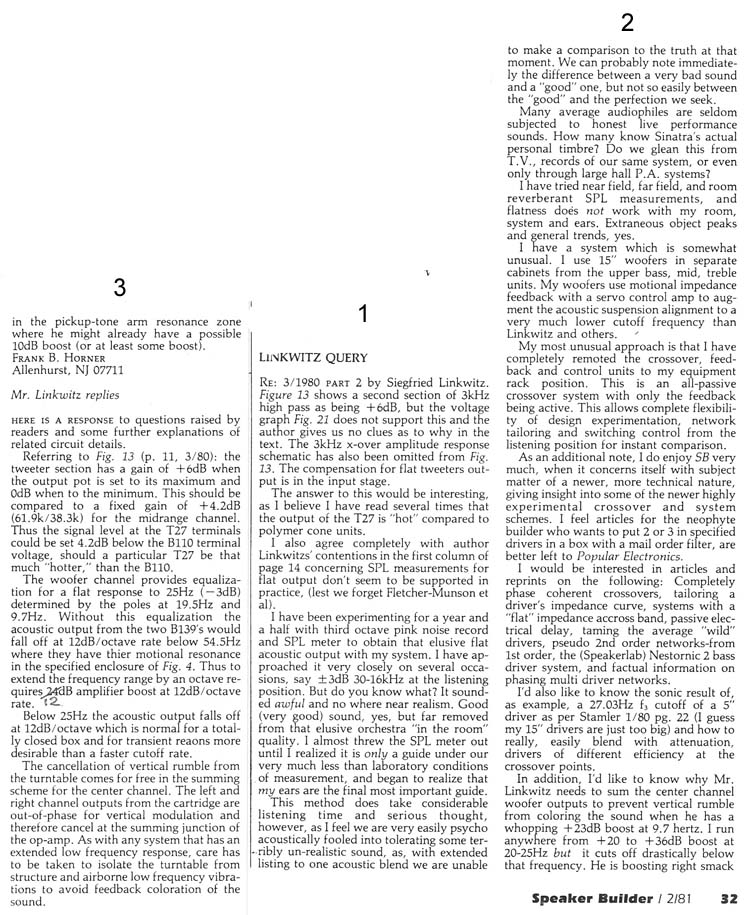 1
LINKWITZ QUERY
RE: 3/1980 PART 2 by Siegfried Linkwitz.
Figure 13 shows a second section of 3kHz
high pass as being +6dB, but the voltage
graph Fig. 21 does not support this and the
author gives us no clues as to why in the
text. The 3kHz x-over amplitude response
schematic has also been omitted from Fig.
13. The compensation for flat tweeters out-
put is in the input stage.
The answer to this would be interesting,
as I believe I have read several times that
the output of the T27 is "hot" compared to
polymer cone units.
I also agree completely with author
Linkwitzs' contentions in the first column of
page 14 concerning SPL measurements for
flat output don't seem to be supported in
practice, (lest we forget Fletcher-Munson et
al).
I have been experimenting for a year and
a half with third octave pink noise record
and SPL meter to obtain that elusive flat
acoustic output with my system. I have ap-
proached it very closely on several occa-
sions, say ±3dB 30-16kHz at the listening
position. But do you know what? It sound-
ed awful and no where near realism. Good
(very good) sound, yes, but far removed
from that elusive orchestra "in the room"
quality. I almost threw the SPL meter out
until I realized it is only a guide under our
very much less than laboratory conditions
of measurement, and began to realize that
my ears are the final most important guide.
This method does take considerable
listening time and serious thought,
however, as I feel we are very easily psycho
acoustically fooled into tolerating some ter-
ribly un-realistic sound, as, with extended
listing to one acoustic blend we are unable
2
to make a comparison to the truth at that
moment. We can probably note immediate-
ly the difference between a very bad sound
and a "good" one, but not so easily between
the "good" and the perfection we seek.
Many average audiophiles are seldom
subjected to honest live performance
sounds. How many know Sinatra's actual
personal timbre? Do we glean this from
T.V., records of our same system, or even
only through large hall P.A. systems?
I have tried near field, far field, and room
reverberant SPL measurements, and
flatness does not work with my room,
system and ears. Extraneous object peaks
and general trends, yes.
I have a system which is somewhat
unusual. I use 15" woofers in separate
cabinets from the upper bass, mid, treble
units. My woofers use motional impedance
feedback with a servo control amp to aug-
ment the acoustic suspension alignment to a
very much lower cutoff frequency than
Linkwitz and others.
My most unusual approach is that I have
completely remoted the crossover, feed-
back and control units to my equipment
rack position. This is an all-passive
crossover system with only the feedback
being active. This allows complete flexibili-
ty of design experimentation, network
tailoring and switching control from the
listening position for instant comparison.
As an additional note, I do enjoy SB very
much, when it concerns itself with subject
matter of a newer, more technical nature,
giving insight into some of the newer highly
experimental crossover and system
schemes. I feel articles for the neophyte
builder who wants to put 2 or 3 in specified
drivers in a box with a mail order filter, are
better left to Popular Electronics.
I would be interested in articles and
reprints on the following: Completely
phase coherent crossovers, tailoring a
driver's impedance curve, systems with a
"flat" impedance accross band, passive elec-
trical delay, taming the average "wild"
drivers, pseudo 2nd order networks-from
1st order, the (Speakerlab) Nestornic 2 bass
driver system, and factual information on
phasing multi driver networks.
I'd also like to know the sonic result of,
as example, a 27.03Hz f₃ cutoff of a 5"
driver as per Stamler 1/80 pg. 22 (I guess
my 15" drivers are just too big) and how to
really, easily blend with attenuation,
drivers of different efficiency at the
crossover points.
In addition, I'd like to know why Mr.
Linkwitz needs to sum the center channel
woofer outputs to prevent vertical rumble
from coloring the sound when he has a
whopping +23dB boost at 9.7 hertz. I run
anywhere from +20 to +36dB boost at
20-25Hz but it cuts off drastically below
that frequency. He is boosting right smack
3
in the pickup-tone arm resonance zone
where he might already have a possible
10dB boost (or at least some boost).
FRANK B. HORNER
Allenhurst, NJ 07711
Mr. Linkwitz replies
HERE IS A RESPONSE to questions raised by
readers and some further explanations of
related circuit details.
Referring to Fig. 13 (p. 11, 3/80): the
tweeter section has a gain of +6dB when
the output pot is set to its maximum and
0dB when to the minimum. This should be
compared to a fixed gain of +4.2dB
(61.9k/38.3k) for the midrange channel.
Thus the signal level at the T27 terminals
could be set 4.2dB below the B110 terminal
voltage, should a particular T27 be that
much "hotter," than the B110.
The woofer channel provides equaliza-
tion for a flat response to 25Hz (−3dB)
determined by the poles at 19.5Hz and
9.7Hz. Without this equalization the
acoustic output from the two B139's would
fall off at 12dB/octave rate below 54.5Hz
where they have thier motional resonance
in the specified enclosure of Fig. 4. Thus to
extend the frequency range by an octave re-
quires 24dB amplifier boost at 12dB/octave
rate. 12
Below 25Hz the acoustic output falls off
at 12dB/octave which is normal for a total-
ly closed box and for transient reaons more
desirable than a faster cutoff rate.
The cancellation of vertical rumble from
the turntable comes for free in the summing
scheme for the center channel. The left and
right channel outputs from the cartridge are
out-of-phase for vertical modulation and
therefore cancel at the summing junction of
the op-amp. As with any system that has an
extended low frequency response, care has
to be taken to isolate the turntable from
structure and airborne low frequency vibra-
tions to avoid feedback coloration of the
sound.
Speaker Builder / 2/81 32